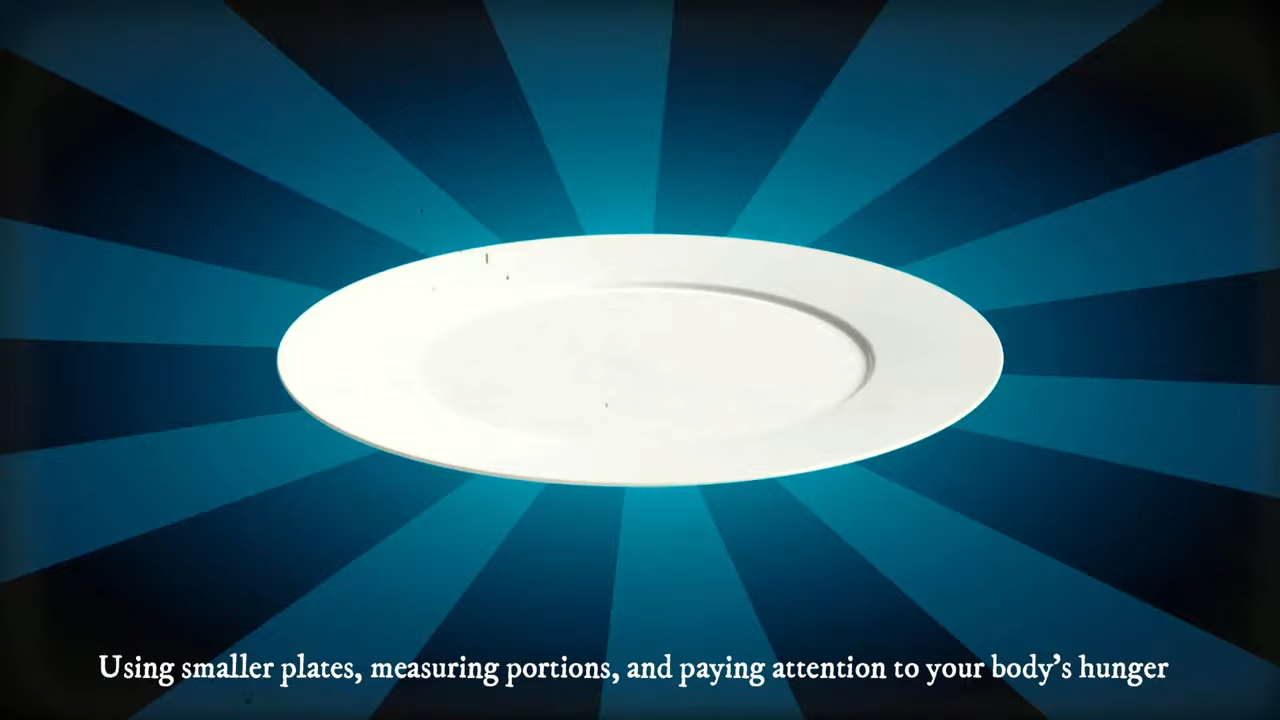 Using smaller plates, measuring portions, and paying attention to your body's hunger